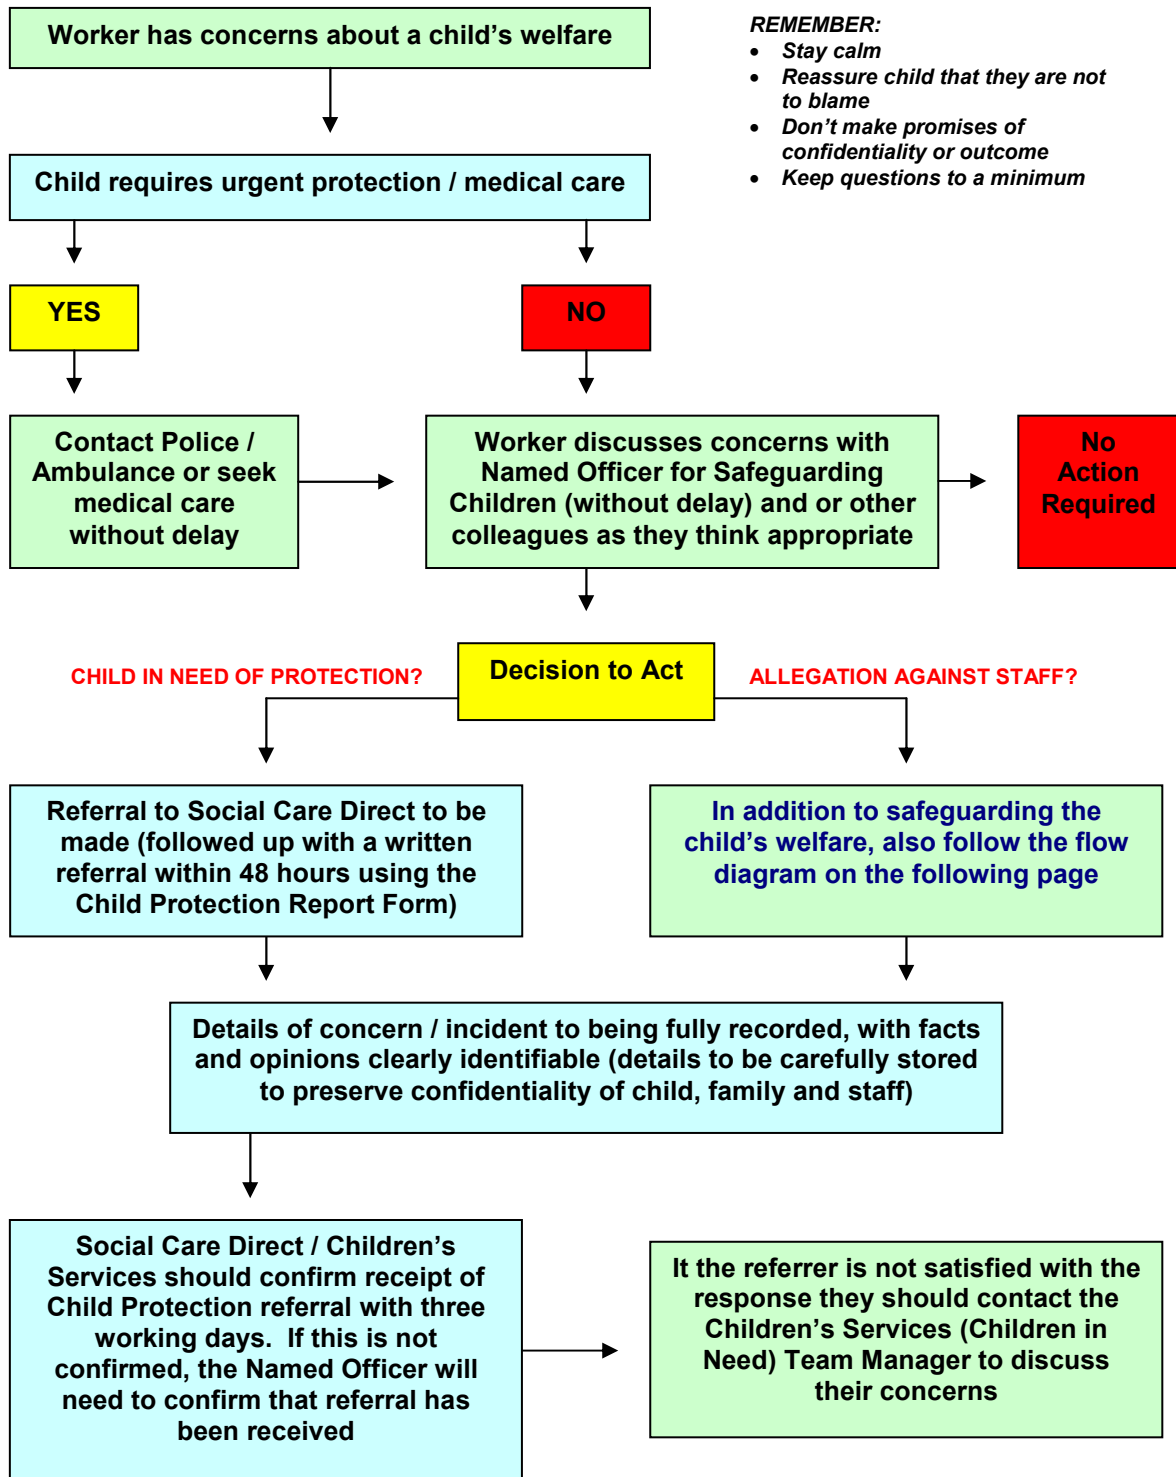 Worker has concerns about a child’s welfare
REMEMBER:
• Stay calm
• Reassure child that they are not
to blame
• Don’t make promises of
confidentiality or outcome
• Keep questions to a minimum
Child requires urgent protection / medical care
YES
NO
Contact Police /
Ambulance or seek
medical care
without delay
Worker discusses concerns with
Named Officer for Safeguarding
Children (without delay) and or other
colleagues as they think appropriate
No
Action
Required
CHILD IN NEED OF PROTECTION?
Decision to Act
ALLEGATION AGAINST STAFF?
Referral to Social Care Direct to be
made (followed up with a written
referral within 48 hours using the
Child Protection Report Form)
In addition to safeguarding the
child’s welfare, also follow the flow
diagram on the following page
Details of concern / incident to being fully recorded, with facts
and opinions clearly identifiable (details to be carefully stored
to preserve confidentiality of child, family and staff)
Social Care Direct / Children’s
Services should confirm receipt of
Child Protection referral with three
working days.  If this is not
confirmed, the Named Officer will
need to confirm that referral has
been received
It the referrer is not satisfied with the
response they should contact the
Children’s Services (Children in
Need) Team Manager to discuss
their concerns